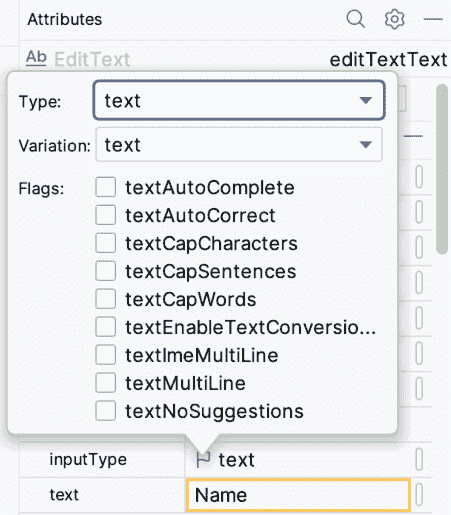 Attributes
Ab EditText editTextText
Type: text
Variation: text
Flags: textAutoComplete
textAutoCorrect
textCapCharacters
textCapSentences
textCapWords
textEnableTextConversio...
textImeMultiLine
textMultiLine
textNoSuggestions
inputType text
text Name